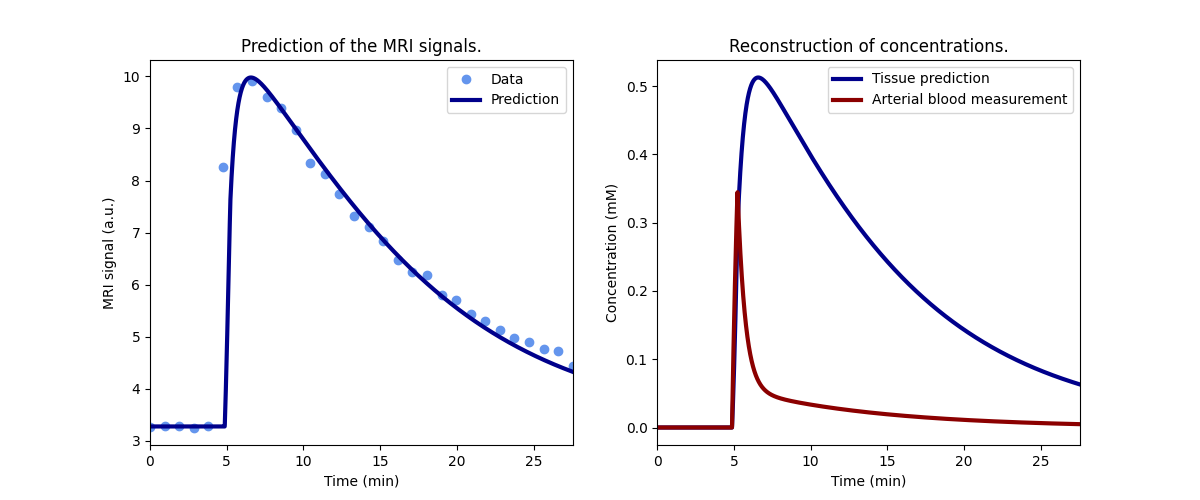 Prediction of the MRI signals.
MRI signal (a.u.)
10
9
8
7
6
5
4
3
Data
Prediction
0
5
10
15
20
25
Time (min)
Reconstruction of concentrations.
Concentration (mM)
0.5
0.4
0.3
0.2
0.1
0.0
Tissue prediction
Arterial blood measurement
0
5
10
15
20
25
Time (min)